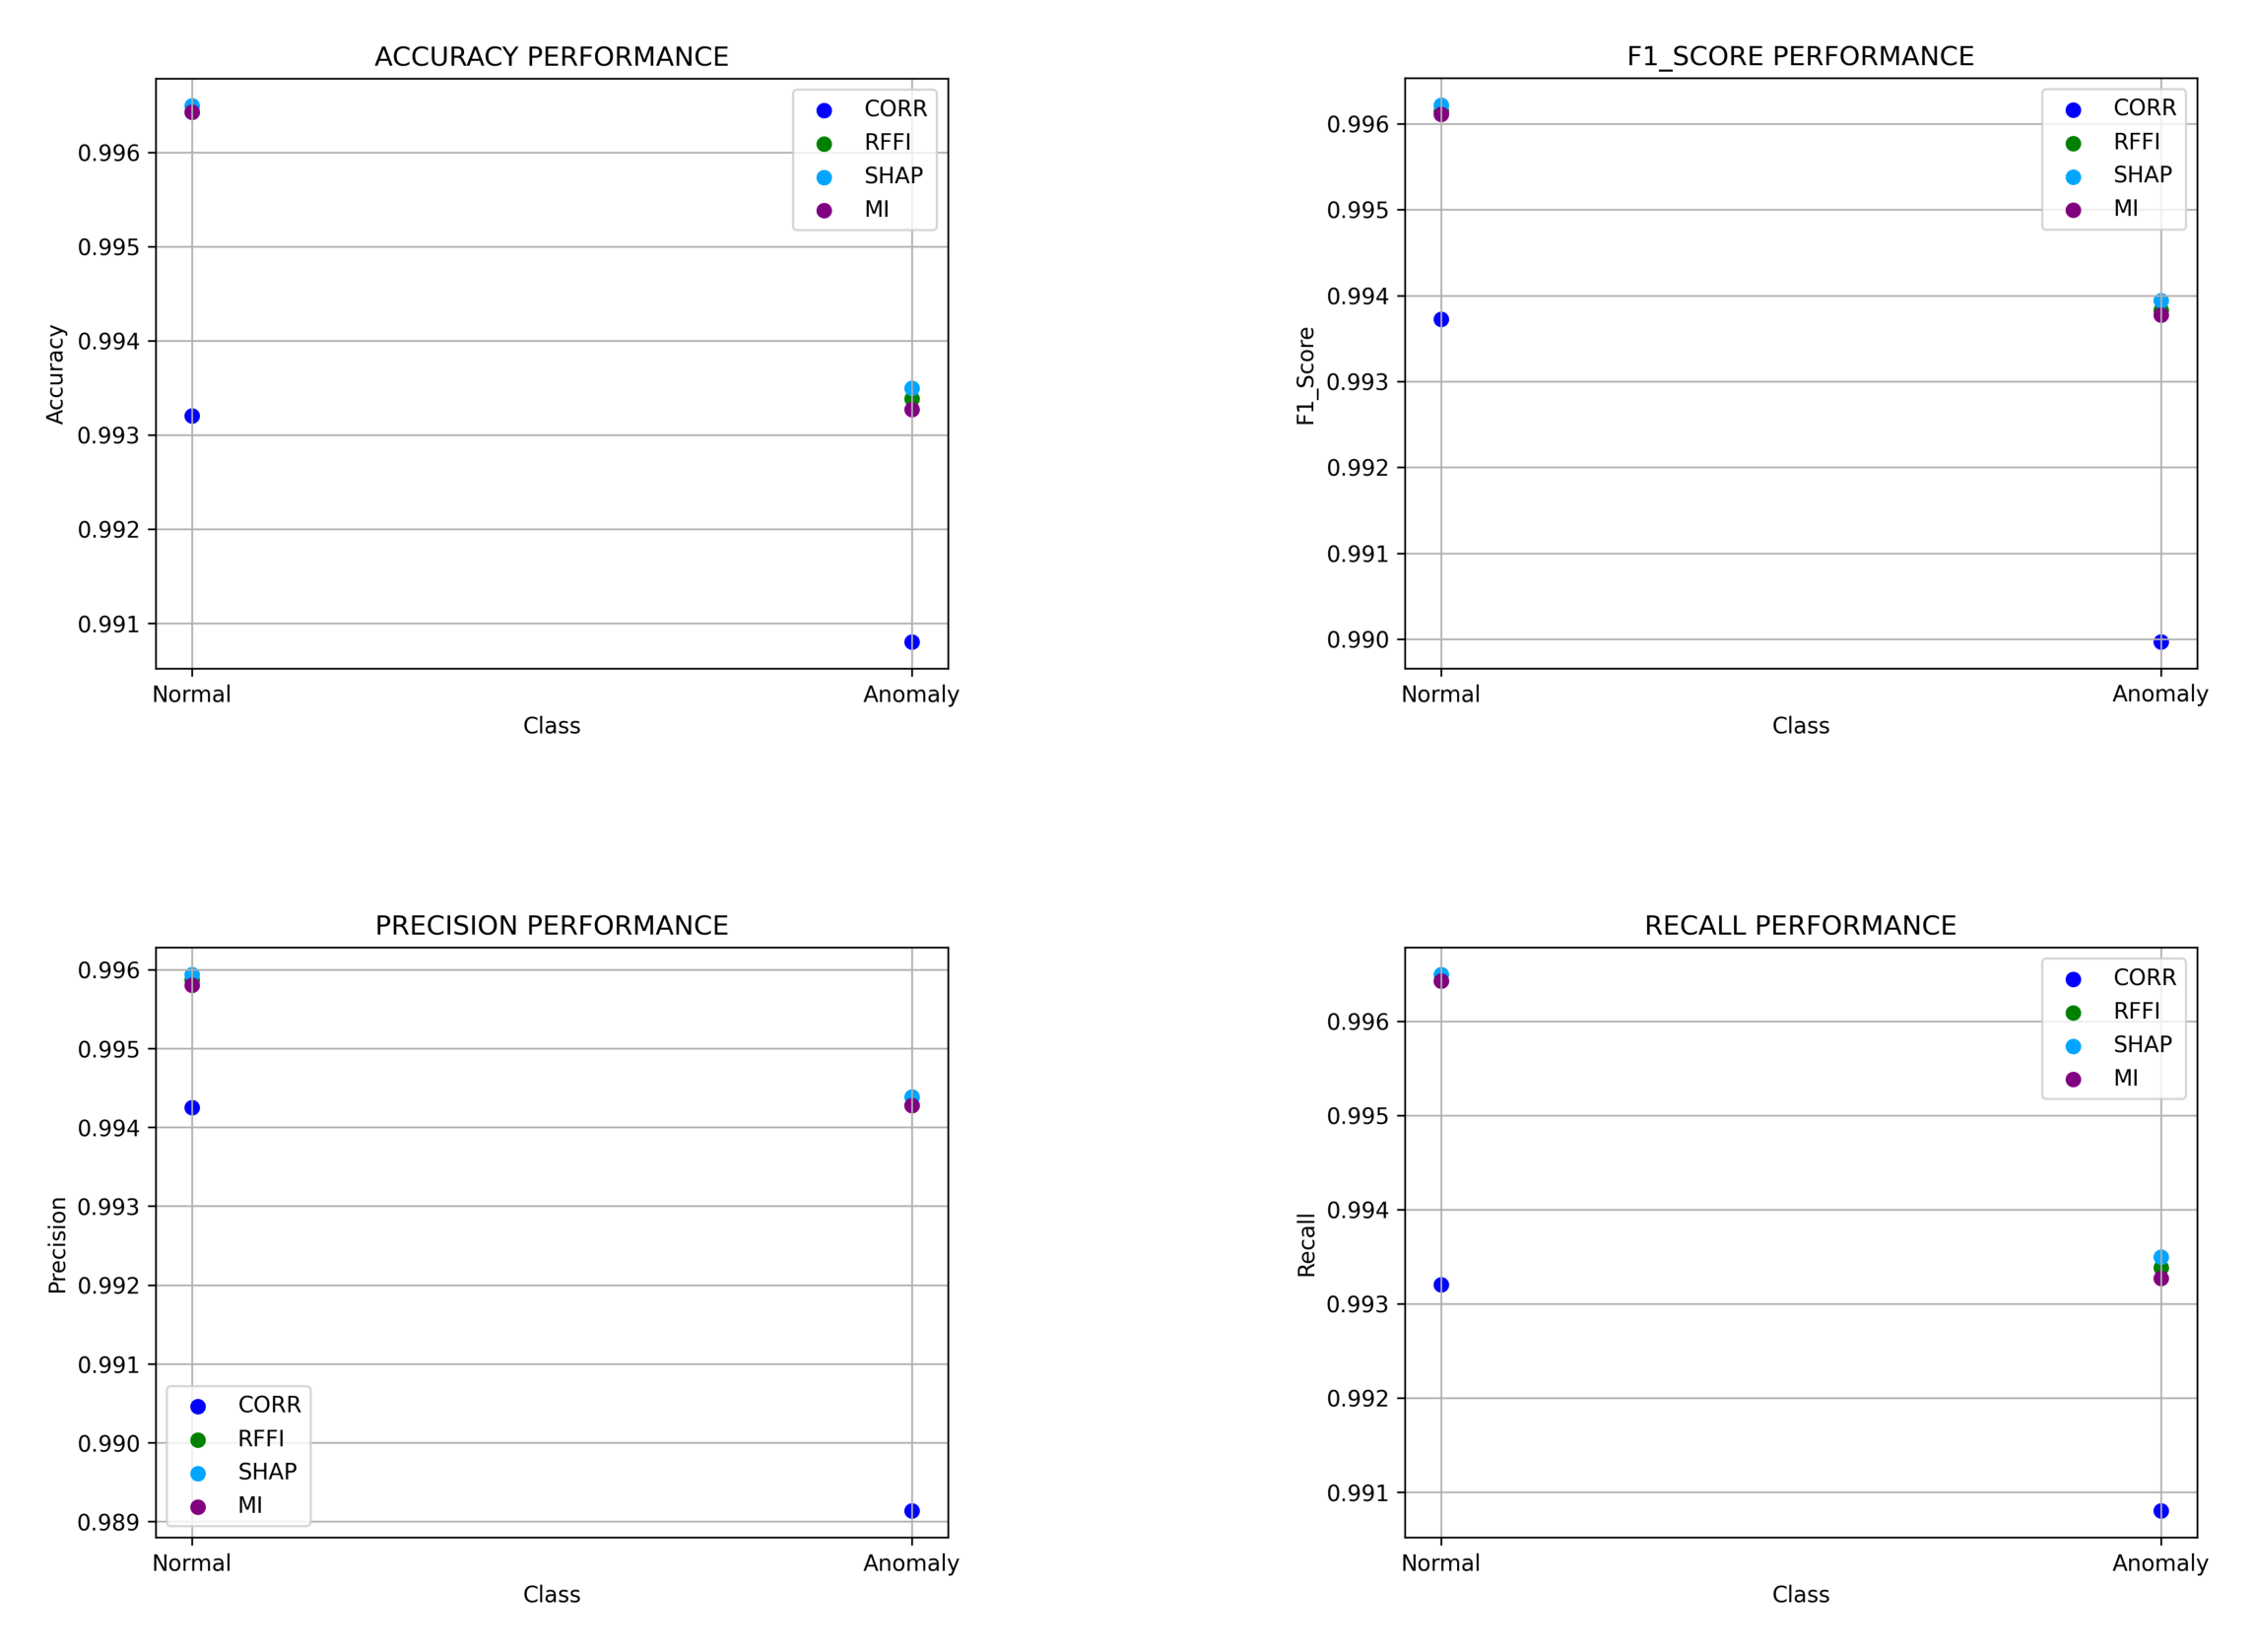 ACCURACY PERFORMANCE
CORR
RFFI
SHAP
MI
0.996
0.995
0.994
0.993
0.992
0.991
Accuracy
Normal
Anomaly
Class
F1_SCORE PERFORMANCE
CORR
RFFI
SHAP
MI
0.996
0.995
0.994
0.993
0.992
0.991
0.990
F1_Score
Normal
Anomaly
Class
PRECISION PERFORMANCE
0.996
0.995
0.994
0.993
0.992
0.991
0.990
0.989
Precision
CORR
RFFI
SHAP
MI
Normal
Anomaly
Class
RECALL PERFORMANCE
CORR
RFFI
SHAP
MI
0.996
0.995
0.994
0.993
0.992
0.991
Recall
Normal
Anomaly
Class